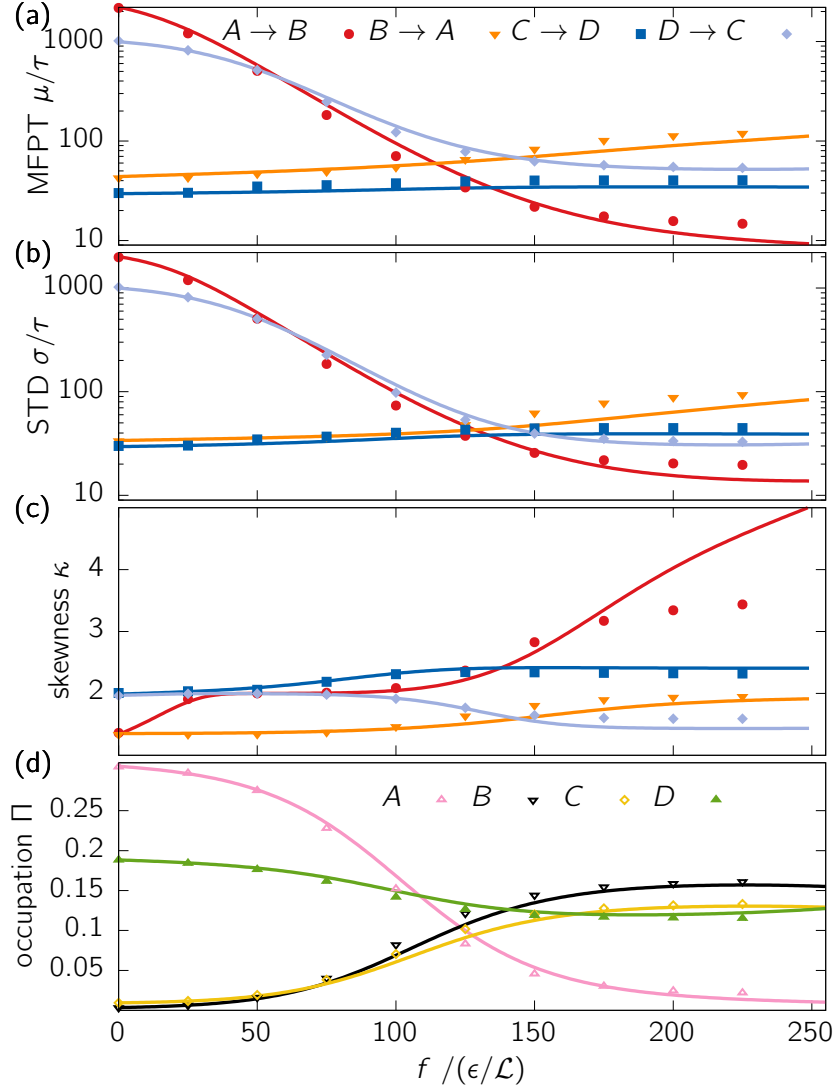 (a)
A → B B → A C → D D → C
MFPT μ/τ
1000
100
10
(b)
STD σ/τ
1000
100
10
(c)
skewness κ
4
3
2
(d)
A B C D
occupation Π
0.25
0.2
0.15
0.1
0.05
0 50 100 150 200 250
f /(ϵ/ℒ)